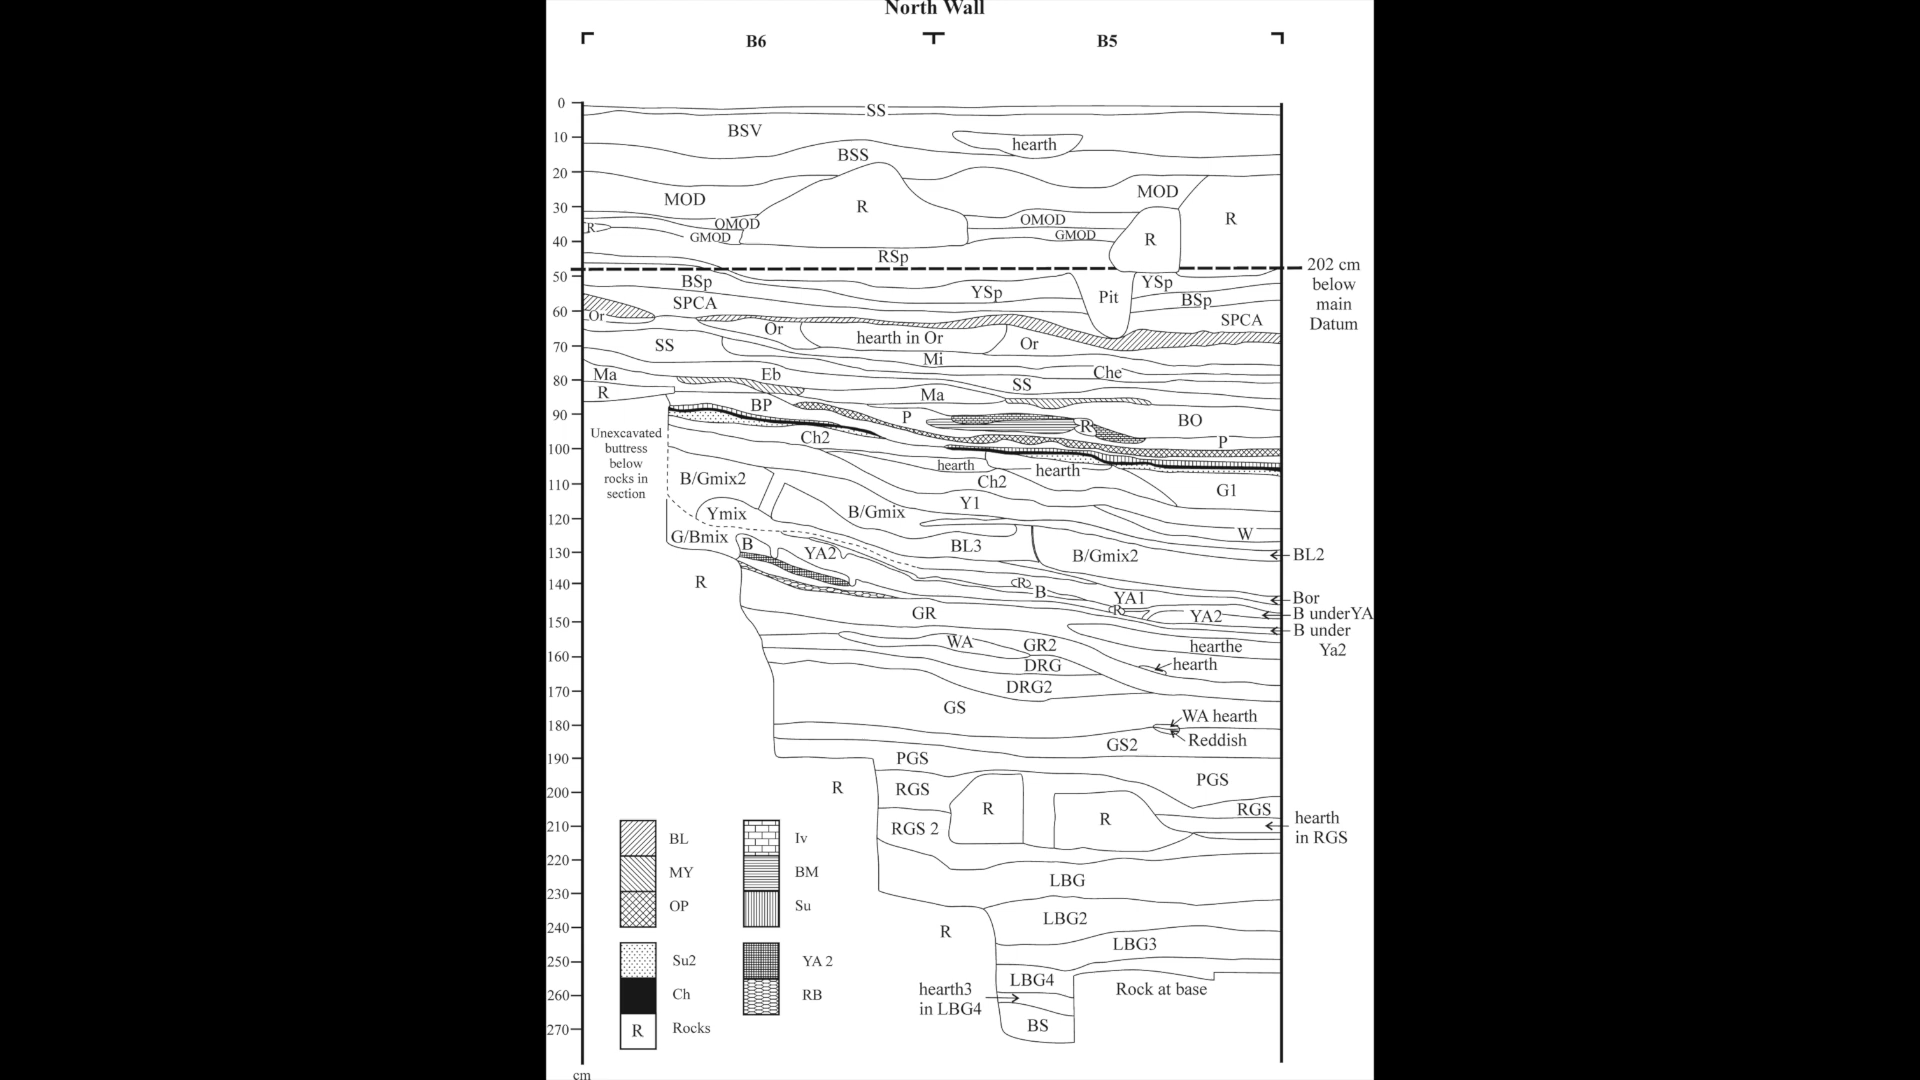 North Wall
B6
B5
0
10
20
30
40
50
60
70
80
90
100
110
120
130
140
150
160
170
180
190
200
210
220
230
240
250
260
270
cm
SS
BSV
hearth
BSS
MOD
MOD
R
R
OMOD
OMOD
R
GMOD
GMOD
R
RSp
202 cm
below
main
Datum
BSp
YSp
Pit
YSp
BSp
SPCA
SPCA
Or
Or
hearth in Or
Or
SS
Mi
Che
Ma
Eb
SS
R
Ma
BP
P
R
BO
P
Unexcavated
buttress
below
rocks in
section
Ch2
hearth
hearth
B/Gmix2
Ch2
G1
Ymix
B/Gmix
Y1
W
G/Bmix
B
YA2
BL3
B/Gmix2
BL2
R
R
B
YA1
Bor
R
YA2
B underYA
GR
B under
Ya2
WA
GR2
hearthe
DRG
hearth
DRG2
GS
WA hearth
Reddish
GS2
PGS
PGS
R
RGS
R
R
RGS
hearth
in RGS
RGS 2
LBG
LBG2
R
LBG3
LBG4
hearth3
in LBG4
Rock at base
BS
BL
MY
OP
Iv
BM
Su
Su2
Ch
R
Rocks
YA 2
RB